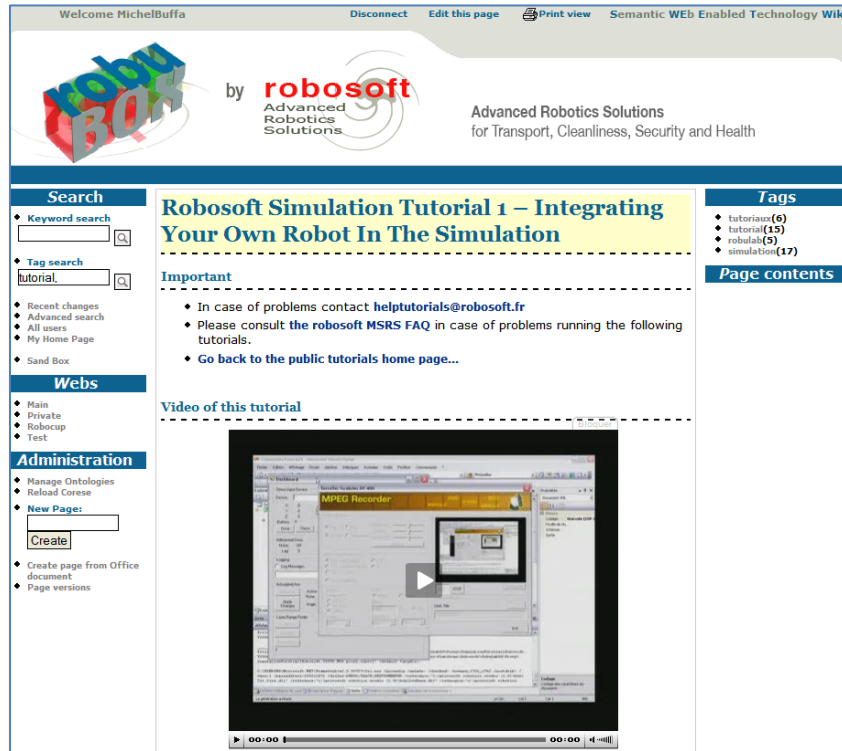 Welcome MichelBuffa
Disconnect
Edit this page
Print view
Semantic WEb Enabled Technology Wik
robu
BOX
by
robosoft
Advanced
Robotics
Solutions
Advanced Robotics Solutions
for Transport, Cleanliness, Security and Health
Search
Keyword search
Tag search
tutorial,
Recent changes
Advanced search
All users
My Home Page
Sand Box
Webs
Main
Private
Robocup
Test
Administration
Manage Ontologies
Reload Corese
New Page:
Create
Create page from Office
document
Page versions
Robosoft Simulation Tutorial 1 – Integrating
Your Own Robot In The Simulation
Important
In case of problems contact helptutorials@robosoft.fr
Please consult the robosoft MSRS FAQ in case of problems running the following
tutorials.
Go back to the public tutorials home page...
Video of this tutorial
Bloquer
Dashboard
MPEG Recorder
00:00
00:00
Tags
tutoriaux(6)
tutorial(15)
robulab(5)
simulation(17)
Page contents